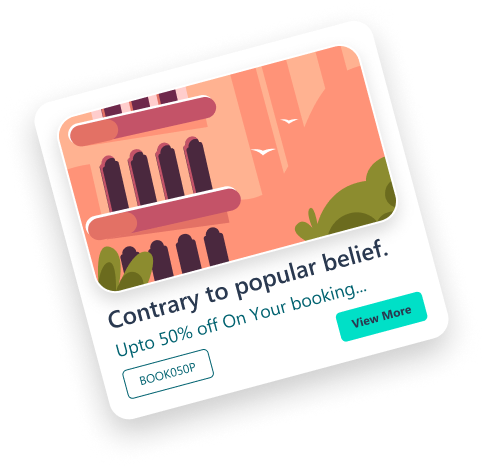 Contrary to popular belief.
Upto 50% off On Your booking...
View More
BOOK050P